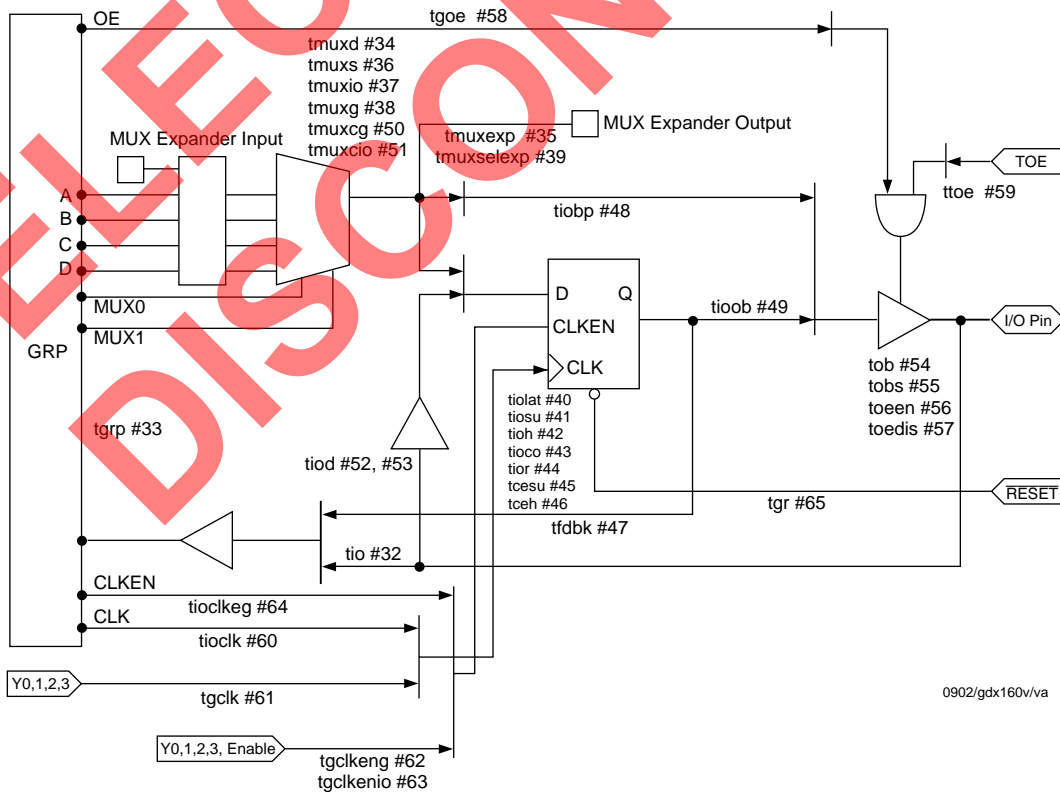 OE
tgoe #58
tmuxd #34
tmuxs #36
tmuxio #37
tmuxg #38
tmuxcg #50
tmuxcio #51
MUX Expander Input
tmuxexp #35
tmuxselexp #39
MUX Expander Output
TOE
ttoe #59
A
B
C
D
tiobp #48
MUX0
MUX1
GRP
D
Q
CLKEN
CLK
tioob #49
I/O Pin
tob #54
tobs #55
toeen #56
toedis #57
tiolat #40
tiosu #41
tioh #42
tioco #43
tior #44
tcesu #45
tceh #46
tgrp #33
tiod #52, #53
RESET
tgr #65
tfdbk #47
tio #32
CLKEN
tioclkeg #64
CLK
tioclk #60
Y0,1,2,3
tgclk #61
Y0,1,2,3, Enable
tgclkeng #62
tgclkenio #63
0902/gdx160v/va
ELEC
DISCON